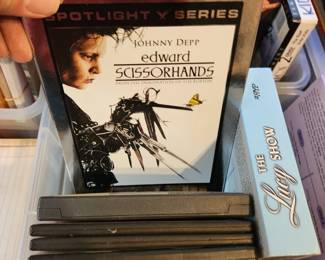 SPOTLIGHT SERIES
JOHNNY DEPP
edward
SCISSORHANDS
THE
Lucy
SHOW